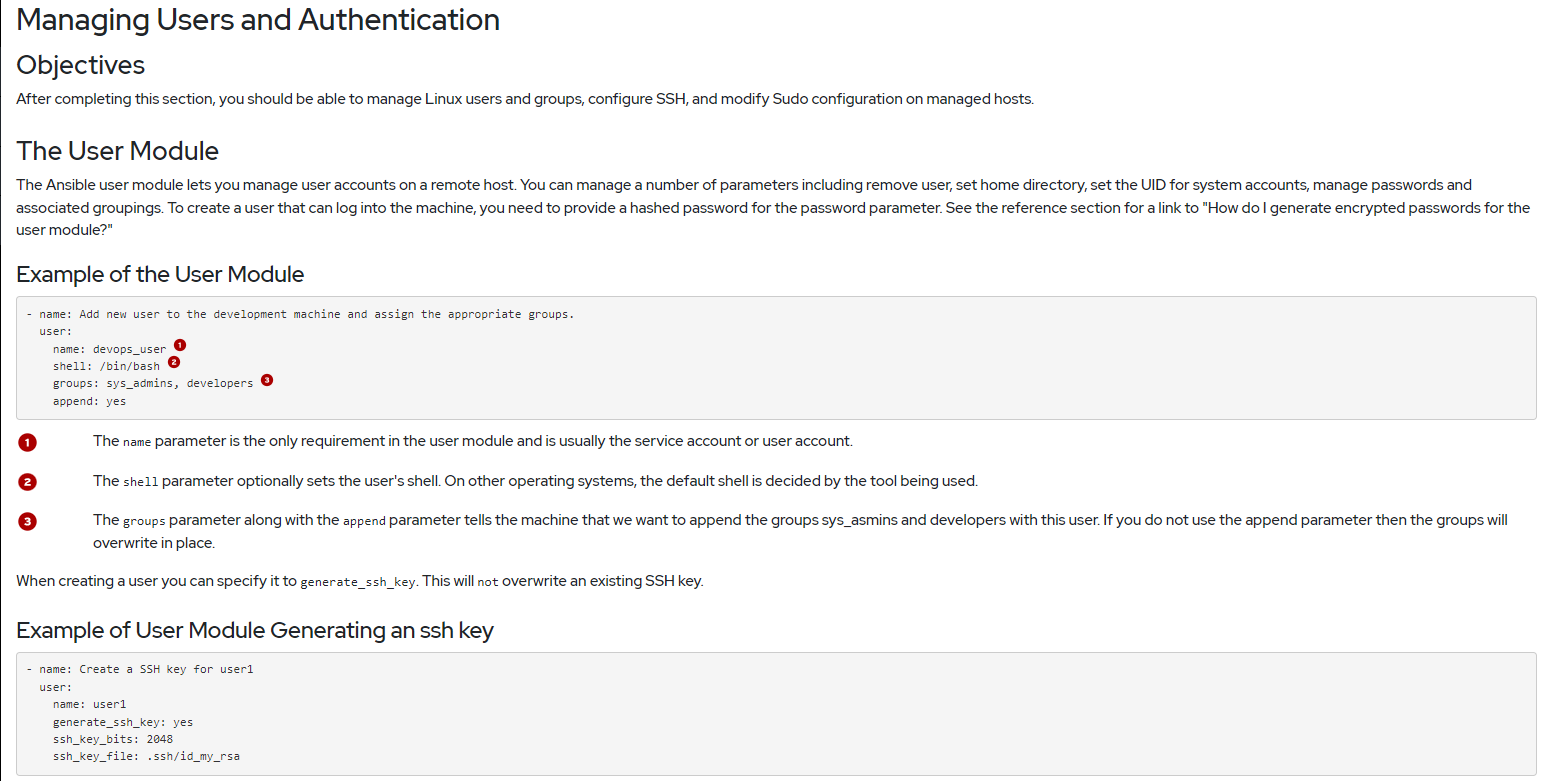 Managing Users and Authentication
Objectives
After completing this section, you should be able to manage Linux users and groups, configure SSH, and modify Sudo configuration on managed hosts.
The User Module
The Ansible user module lets you manage user accounts on a remote host. You can manage a number of parameters including remove user, set home directory, set the UID for system accounts, manage passwords and
associated groupings. To create a user that can log into the machine, you need to provide a hashed password for the password parameter. See the reference section for a link to "How do I generate encrypted passwords for the
user module?"
Example of the User Module
- name: Add new user to the development machine and assign the appropriate groups.
  user:
    name: devops_user 1
    shell: /bin/bash 2
    groups: sys_admins, developers 3
    append: yes
1 The name parameter is the only requirement in the user module and is usually the service account or user account.
2 The shell parameter optionally sets the user's shell. On other operating systems, the default shell is decided by the tool being used.
3 The groups parameter along with the append parameter tells the machine that we want to append the groups sys_asmins and developers with this user. If you do not use the append parameter then the groups will
overwrite in place.
When creating a user you can specify it to generate_ssh_key. This will not overwrite an existing SSH key.
Example of User Module Generating an ssh key
- name: Create a SSH key for user1
  user:
    name: user1
    generate_ssh_key: yes
    ssh_key_bits: 2048
    ssh_key_file: .ssh/id_my_rsa